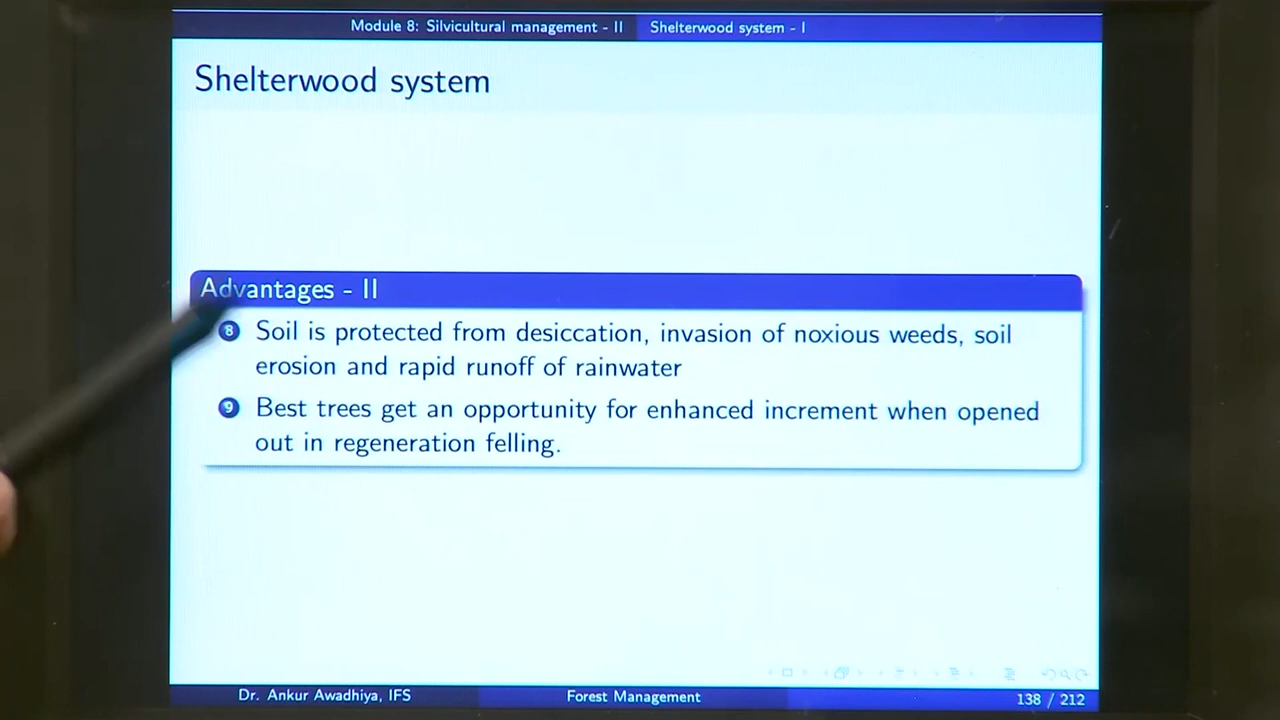 Module 8: Silvicultural management - II Shelterwood system - I
Shelterwood system
Advantages - II
8 Soil is protected from desiccation, invasion of noxious weeds, soil
erosion and rapid runoff of rainwater
9 Best trees get an opportunity for enhanced increment when opened
out in regeneration felling.
Dr. Ankur Awadhiya, IFS Forest Management 138 / 212